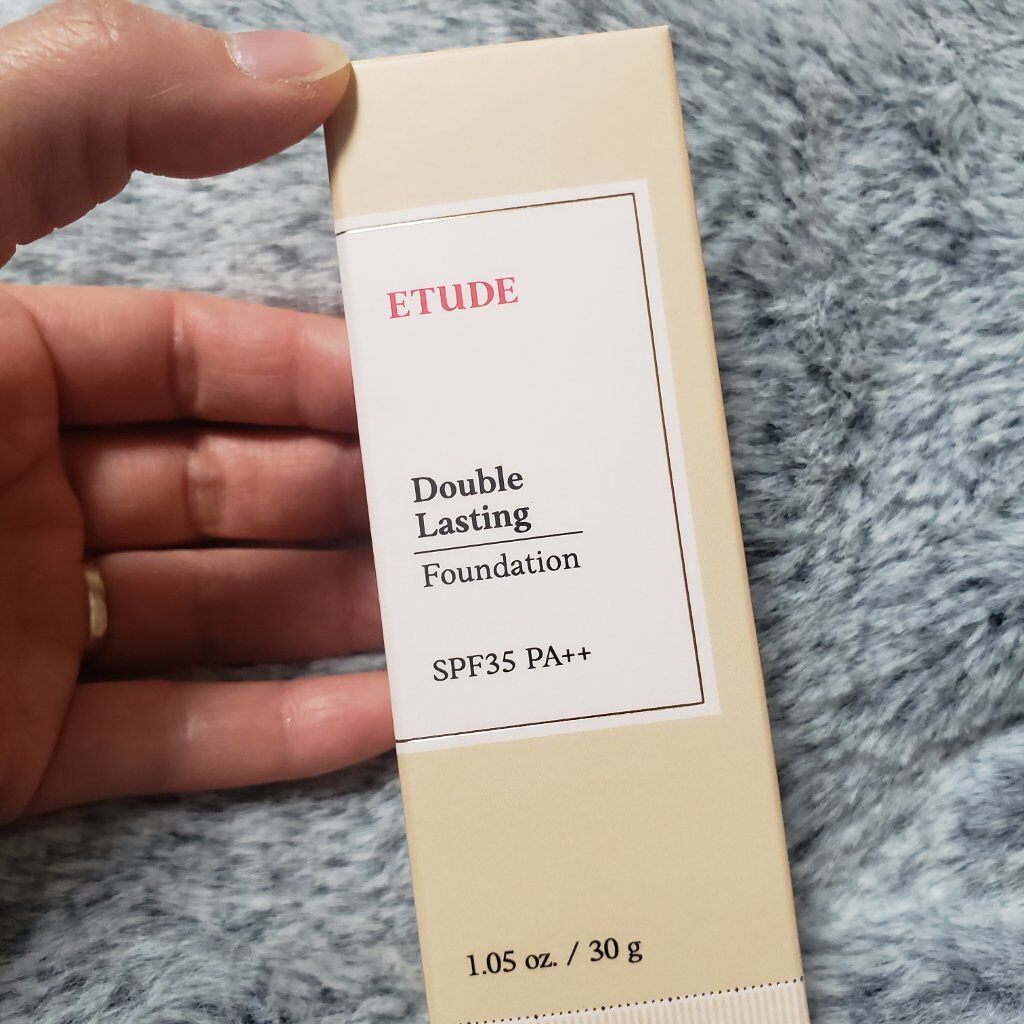 ETUDE
Double
Lasting
Foundation
SPF35 PA++
1.05 oz. / 30 g